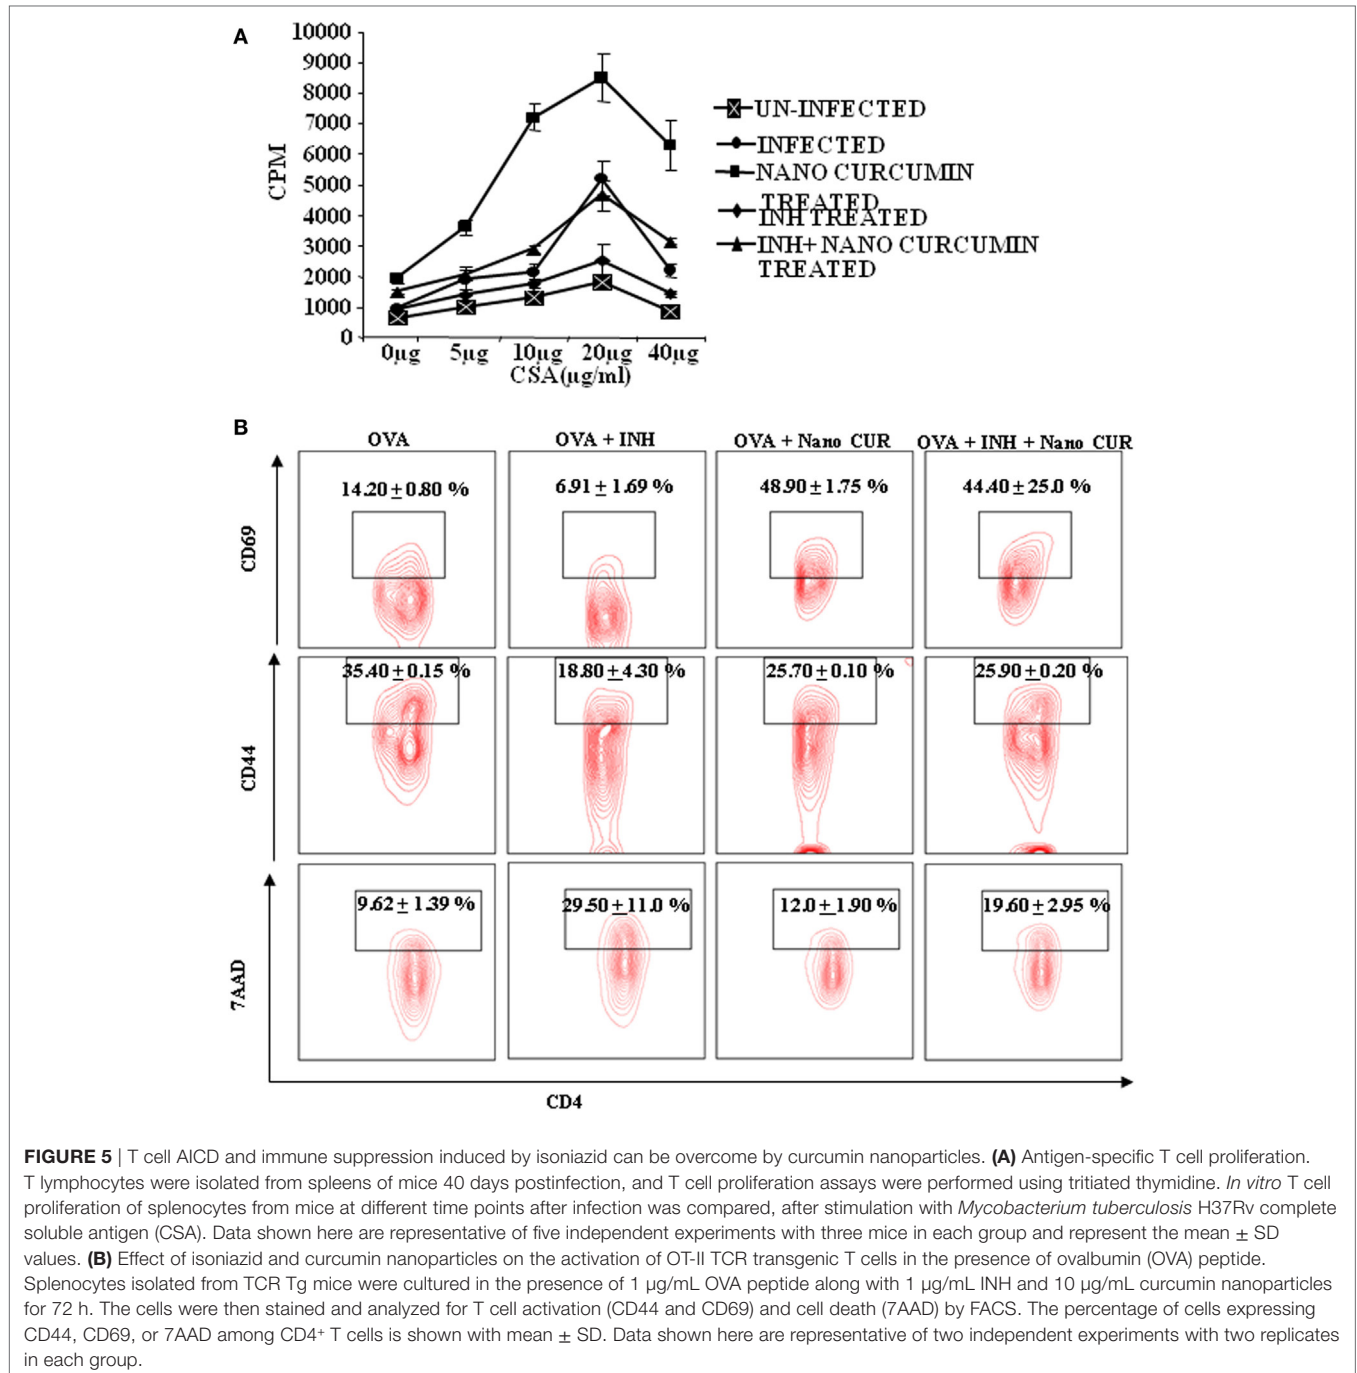 A
10000
9000
8000
7000
6000
5000
4000
3000
2000
1000
0
CPM
0µg 5µg 10µg 20µg 40µg
CSA(µg/ml)
UN-INFECTED
INFECTED
NANO CURCUMIN
TREATED
INH TREATED
INH+ NANO CURCUMIN
TREATED
B
OVA OVA + INH OVA + Nano CUR OVA + INH + Nano CUR
CD69
14.20 ± 0.80 % 6.91 ± 1.69 % 48.90 ± 1.75 % 44.40 ± 25.0 %
CD44
35.40 ± 0.15 % 18.80 ± 4.30 % 25.70 ± 0.10 % 25.90 ± 0.20 %
7AAD
9.62 ± 1.39 % 29.50 ± 11.0 % 12.0 ± 1.90 % 19.60 ± 2.95 %
CD4
FIGURE 5 | T cell AICD and immune suppression induced by isoniazid can be overcome by curcumin nanoparticles. (A) Antigen-specific T cell proliferation.
T lymphocytes were isolated from spleens of mice 40 days postinfection, and T cell proliferation assays were performed using tritiated thymidine. In vitro T cell
proliferation of splenocytes from mice at different time points after infection was compared, after stimulation with Mycobacterium tuberculosis H37Rv complete
soluble antigen (CSA). Data shown here are representative of five independent experiments with three mice in each group and represent the mean ± SD
values. (B) Effect of isoniazid and curcumin nanoparticles on the activation of OT-II TCR transgenic T cells in the presence of ovalbumin (OVA) peptide.
Splenocytes isolated from TCR Tg mice were cultured in the presence of 1 µg/mL OVA peptide along with 1 µg/mL INH and 10 µg/mL curcumin nanoparticles
for 72 h. The cells were then stained and analyzed for T cell activation (CD44 and CD69) and cell death (7AAD) by FACS. The percentage of cells expressing
CD44, CD69, or 7AAD among CD4⁺ T cells is shown with mean ± SD. Data shown here are representative of two independent experiments with two replicates
in each group.